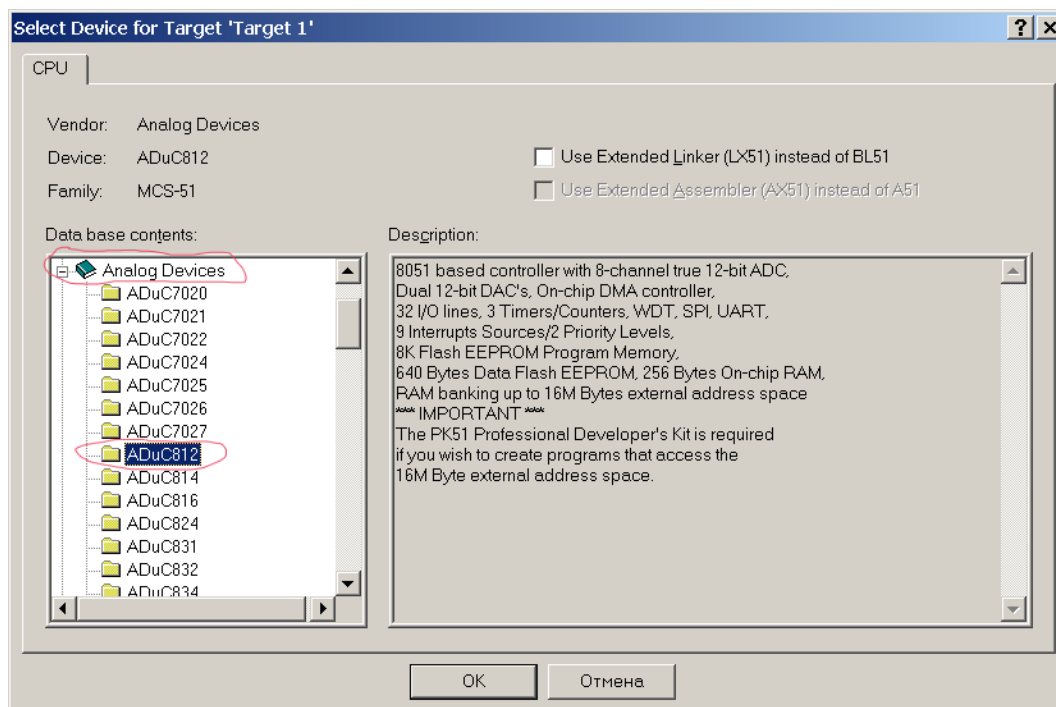 Select Device for Target 'Target 1'
CPU
Vendor: Analog Devices
Device: ADuC812
Use Extended Linker (LX51) instead of BL51
Family: MCS-51
Use Extended Assembler (AX51) instead of A51
Data base contents:
Analog Devices
ADuC7020
ADuC7021
ADuC7022
ADuC7024
ADuC7025
ADuC7026
ADuC7027
ADuC812
ADuC814
ADuC816
ADuC824
ADuC831
ADuC832
ADuC834
Description:
8051 based controller with 8-channel true 12-bit ADC,
Dual 12-bit DAC's, On-chip DMA controller,
32 I/O lines, 3 Timers/Counters, WDT, SPI, UART,
9 Interrupts Sources/2 Priority Levels,
8K Flash EEPROM Program Memory,
640 Bytes Data Flash EEPROM, 256 Bytes On-chip RAM,
RAM banking up to 16M Bytes external address space
*** IMPORTANT ***
The PK51 Professional Developer's Kit is required
if you wish to create programs that access the
16M Byte external address space.
OK
Отмена